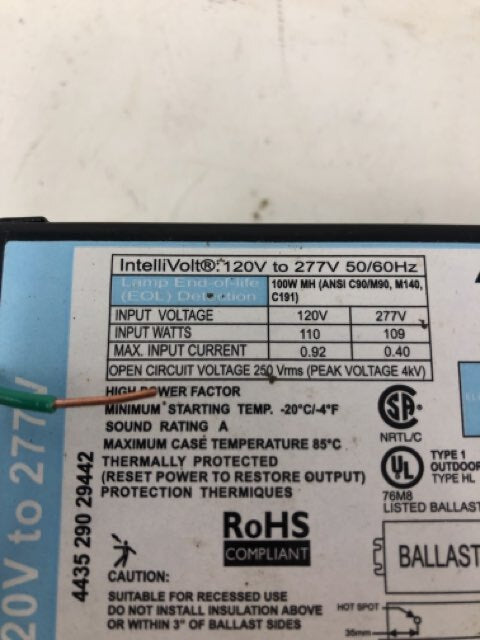 IntelliVolt®: 120V to 277V 50/60Hz
Lamp End-of-life
(EOL) Detection
100W MH (ANSI C90/M90, M140,
C191)
INPUT VOLTAGE 120V 277V
INPUT WATTS 110 109
MAX. INPUT CURRENT 0.92 0.40
OPEN CIRCUIT VOLTAGE 250 Vrms (PEAK VOLTAGE 4kV)
HIGH POWER FACTOR
MINIMUM STARTING TEMP. -20°C/-4°F
SOUND RATING A
MAXIMUM CASE TEMPERATURE 85°C
THERMALLY PROTECTED
(RESET POWER TO RESTORE OUTPUT)
PROTECTION THERMIQUES
4435 290 29442
20V to 277V
RoHS
COMPLIANT
CAUTION:
SUITABLE FOR RECESSED USE
DO NOT INSTALL INSULATION ABOVE
OR WITHIN 3" OF BALLAST SIDES
SA
NRTL/C
UL
TYPE 1
OUTDOOR
TYPE HL
76M8
LISTED BALLAST
BALLAST
HOT SPOT
35mm